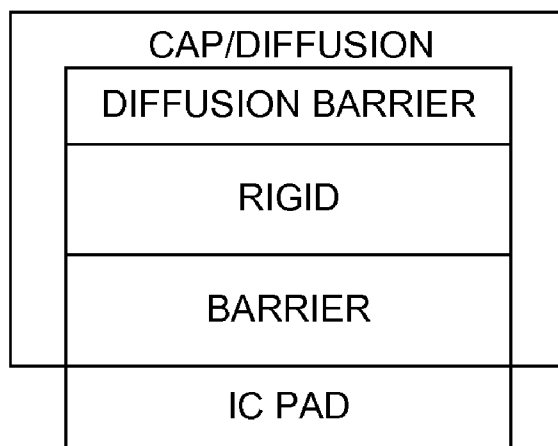 CAP/DIFFUSION
DIFFUSION BARRIER
RIGID
BARRIER
IC PAD